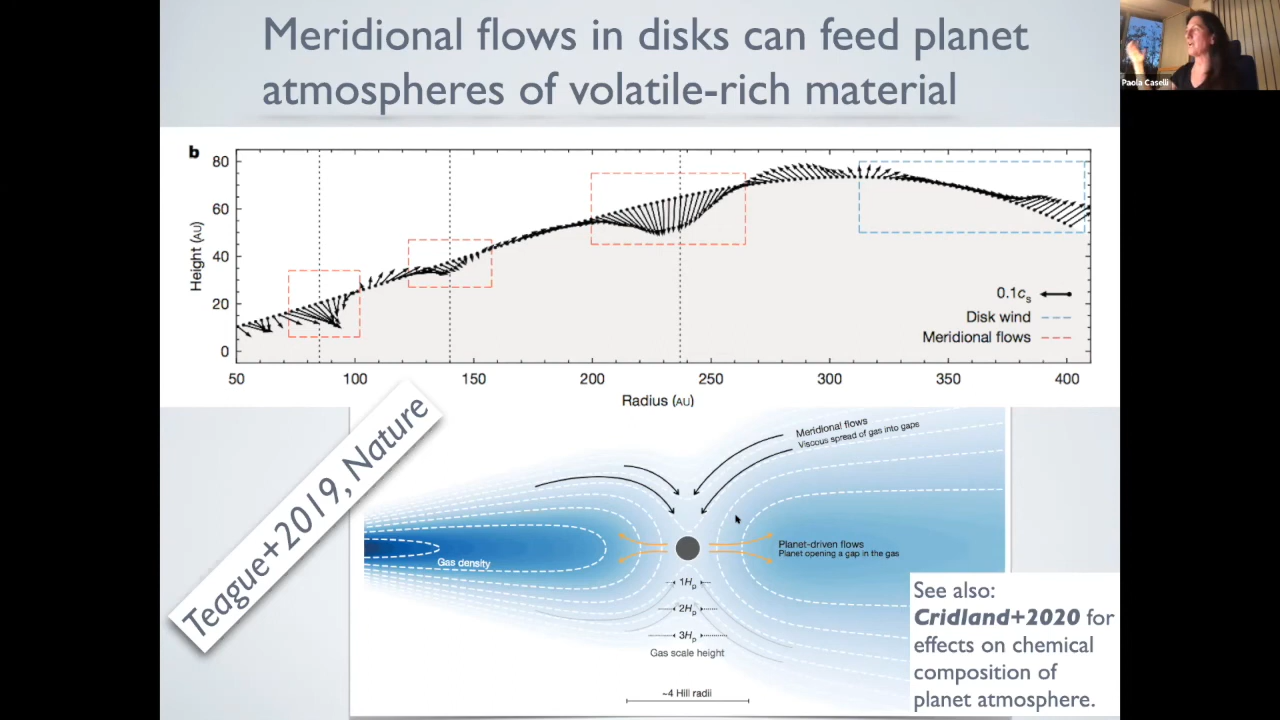 Meridional flows in disks can feed planet
atmospheres of volatile-rich material
Paola Caselli
b
80
60
40
20
0
Height (AU)
0.1cs
Disk wind
Meridional flows
50 100 150 200 250 300 350 400
Radius (AU)
Teague+2019, Nature
Meridional flows
Viscous spread of gas into gaps
Planet-driven flows
Planet opening a gap in the gas
Gas density
1Hp
2Hp
3Hp
Gas scale height
~4 Hill radii
See also:
Cridland+2020 for
effects on chemical
composition of
planet atmosphere.